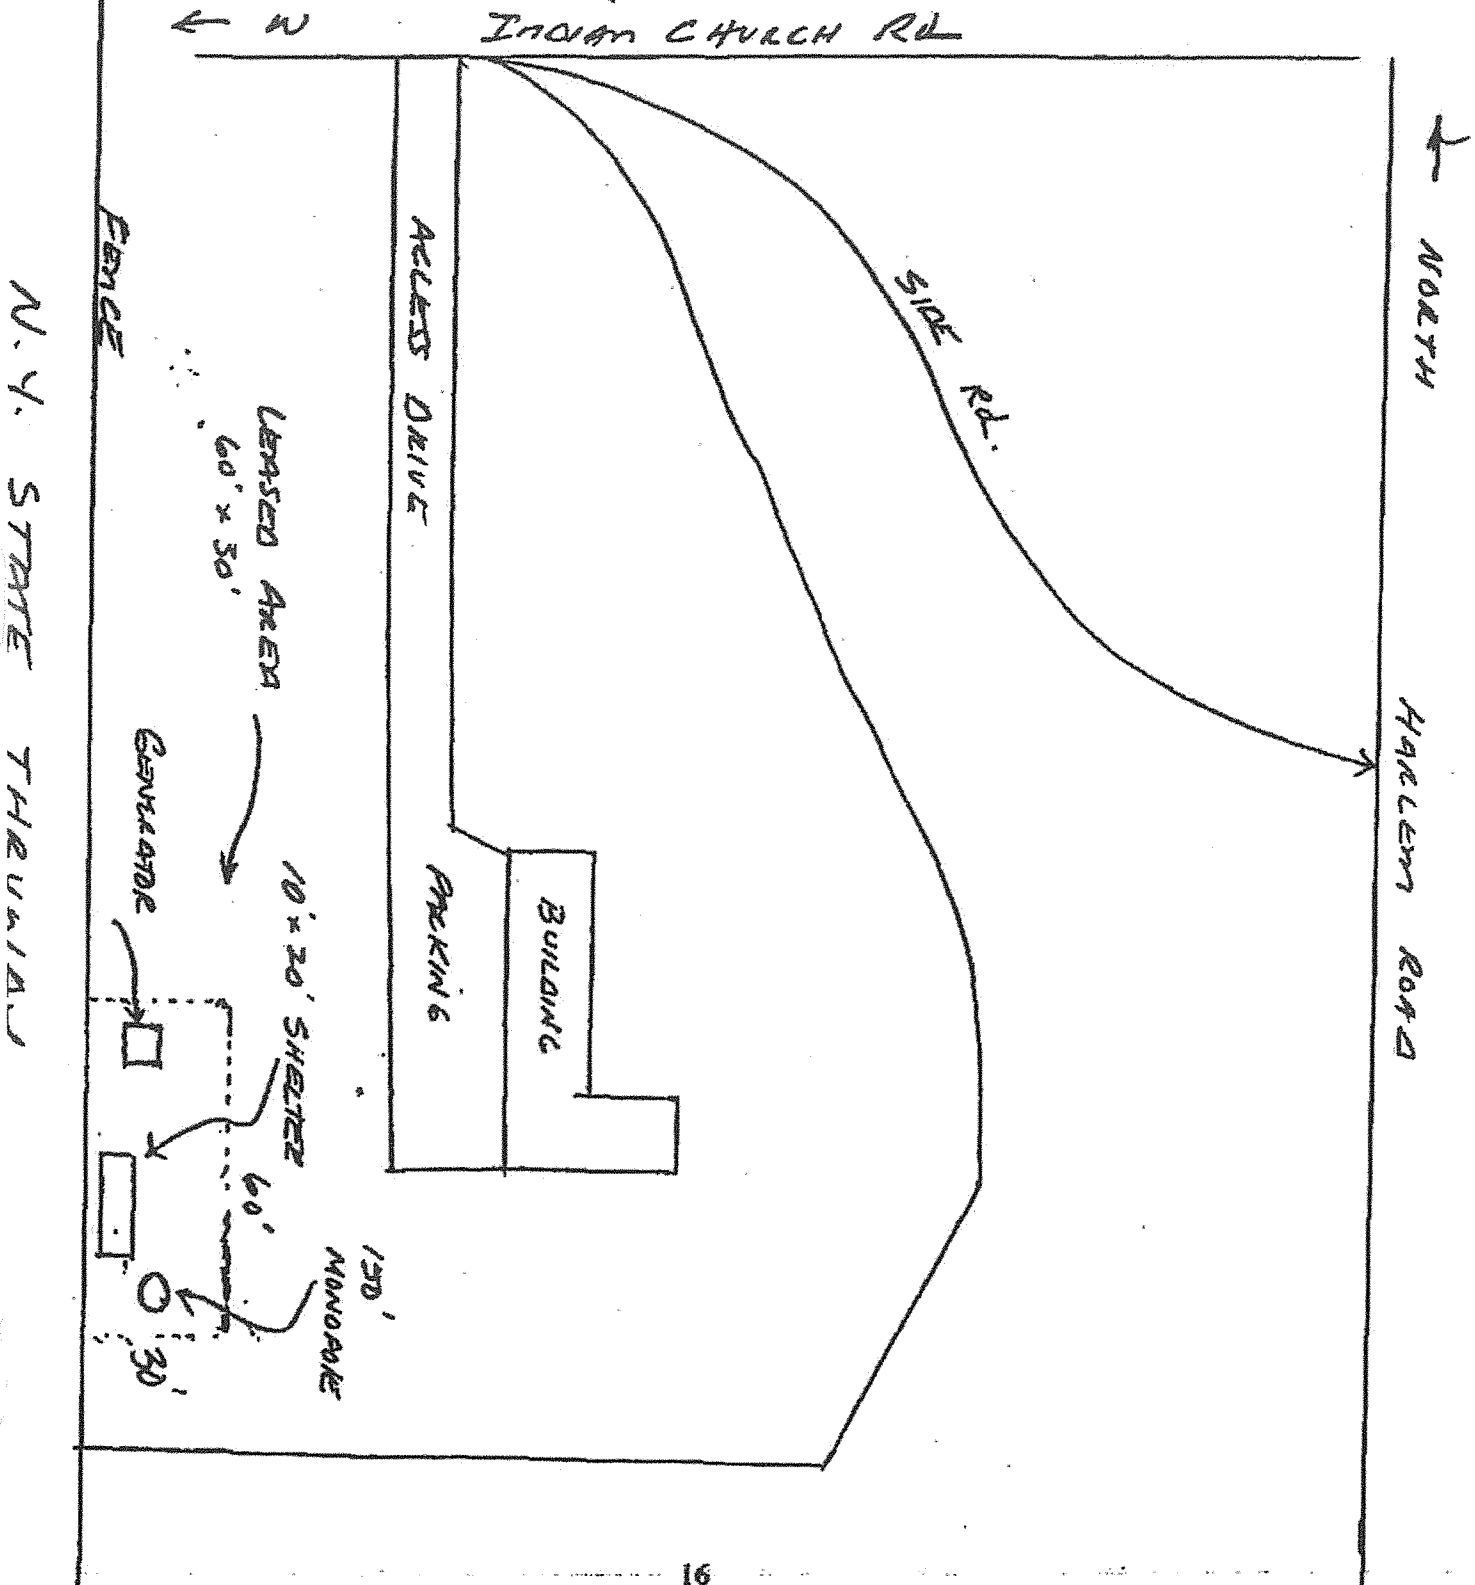 ← W
INDIAN CHURCH Rd
NORTH
SIDE Rd.
HARLEM ROAD
ACCESS DRIVE
FENCE
N.Y. STATE THRUWAY
LEASED AREA
60' x 30'
GENERATOR
10' x 20' SHELTER
PARKING
BUILDING
60'
150'
MONOPOLE
30'
16